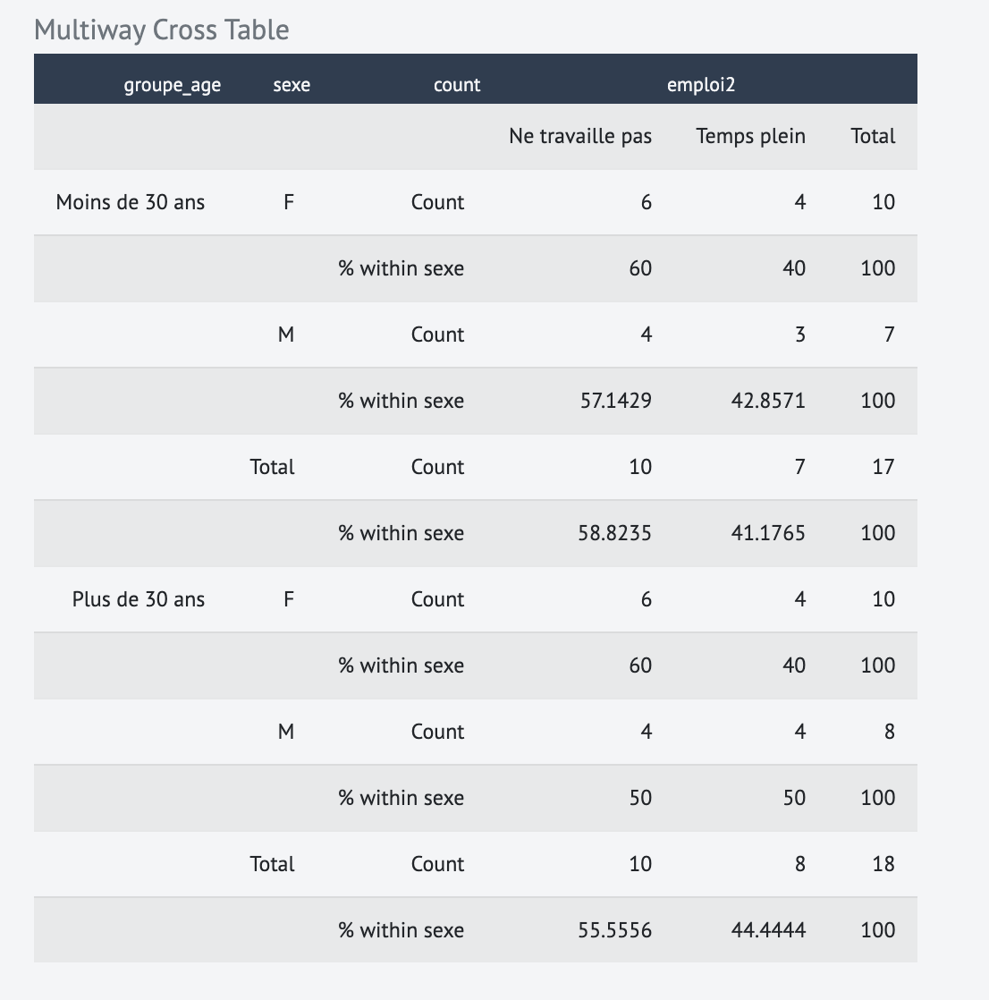 Multiway Cross Table
groupe_age sexe count emploi2
Ne travaille pas Temps plein Total
Moins de 30 ans F Count 6 4 10
% within sexe 60 40 100
M Count 4 3 7
% within sexe 57.1429 42.8571 100
Total Count 10 7 17
% within sexe 58.8235 41.1765 100
Plus de 30 ans F Count 6 4 10
% within sexe 60 40 100
M Count 4 4 8
% within sexe 50 50 100
Total Count 10 8 18
% within sexe 55.5556 44.4444 100